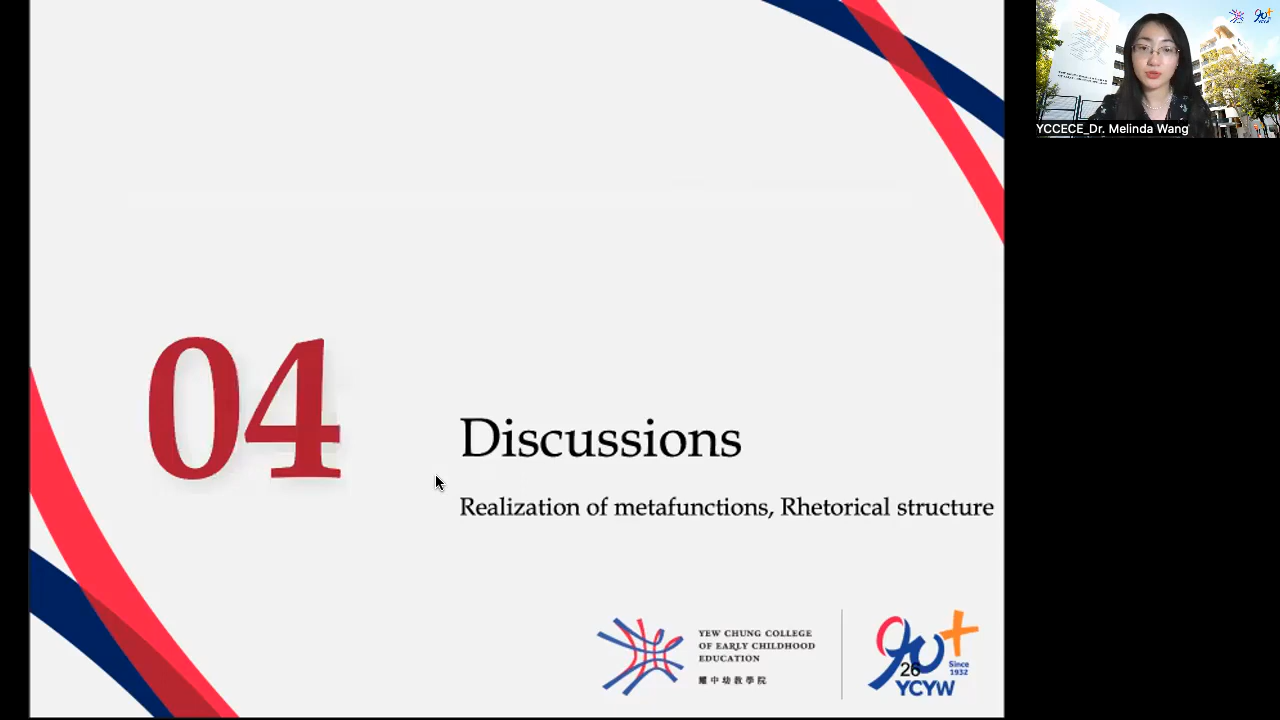 04
Discussions
Realization of metafunctions, Rhetorical structure
YEW CHUNG COLLEGE
OF EARLY CHILDHOOD
EDUCATION
耀中幼教學院
90+
Since
1932
26
YCYW
YCCECE_Dr. Melinda Wang